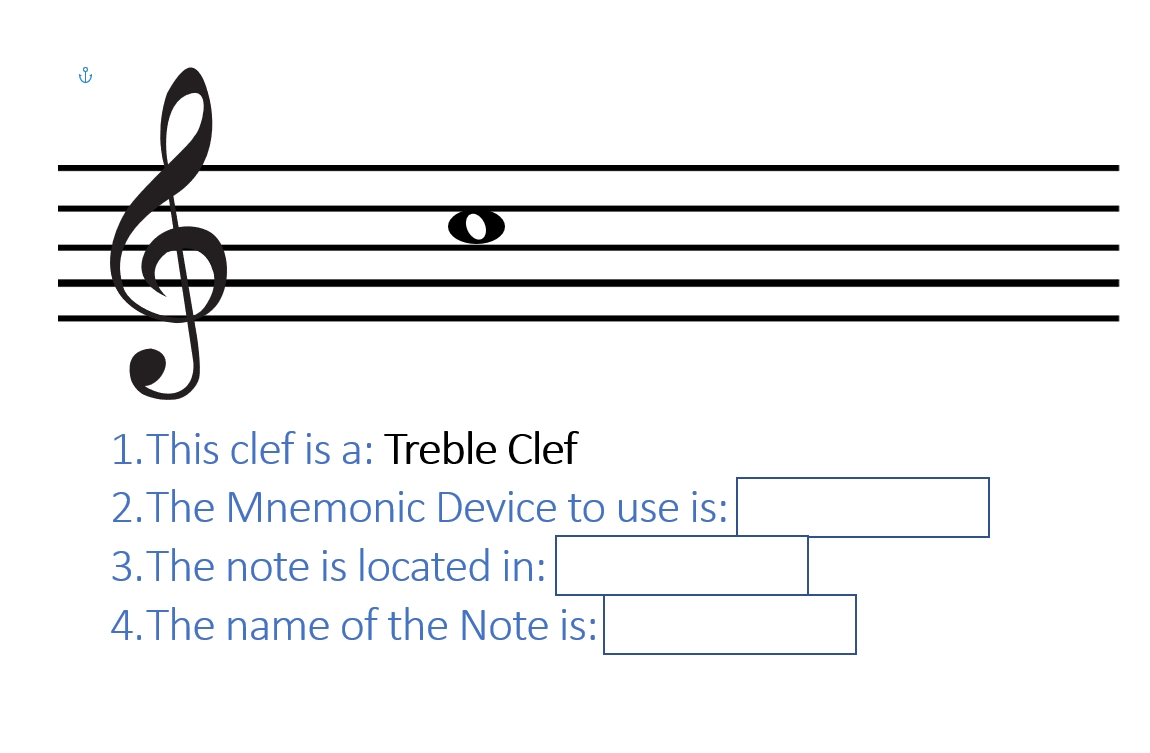 1.This clef is a: Treble Clef
2.The Mnemonic Device to use is:
3.The note is located in:
4.The name of the Note is: